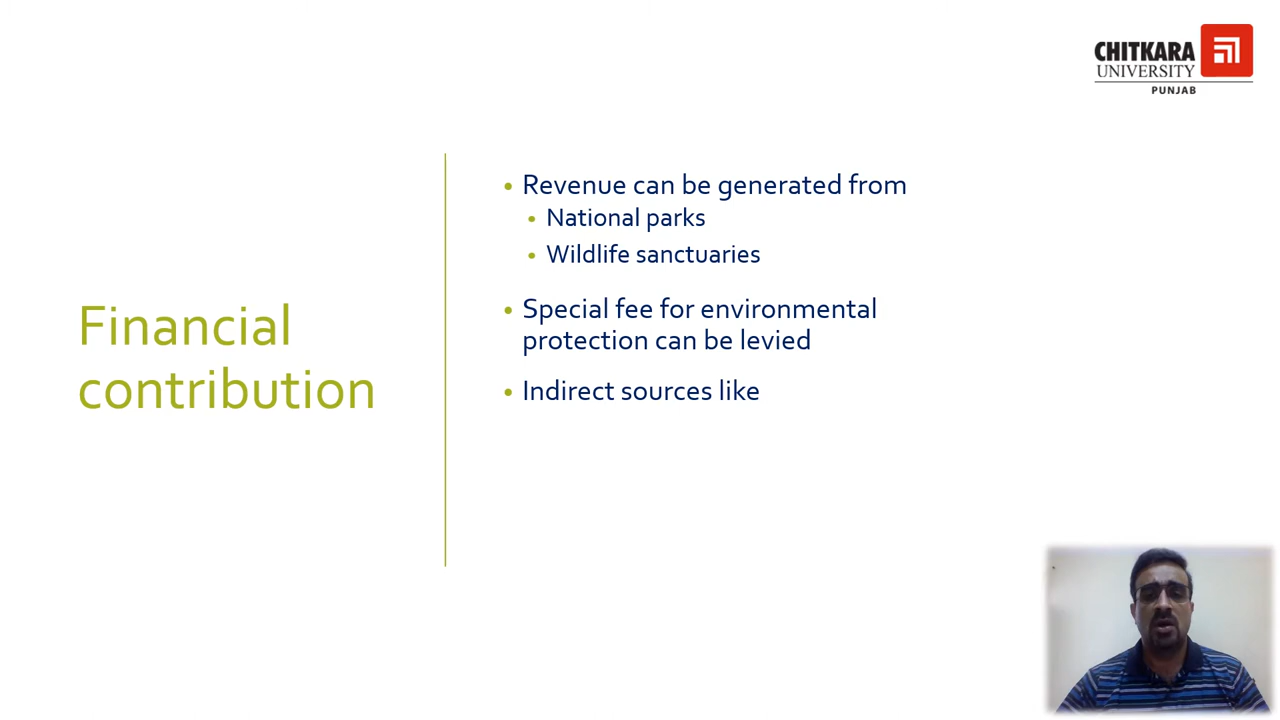 CHITKARA
UNIVERSITY
PUNJAB
Financial
contribution
• Revenue can be generated from
• National parks
• Wildlife sanctuaries
• Special fee for environmental
protection can be levied
• Indirect sources like